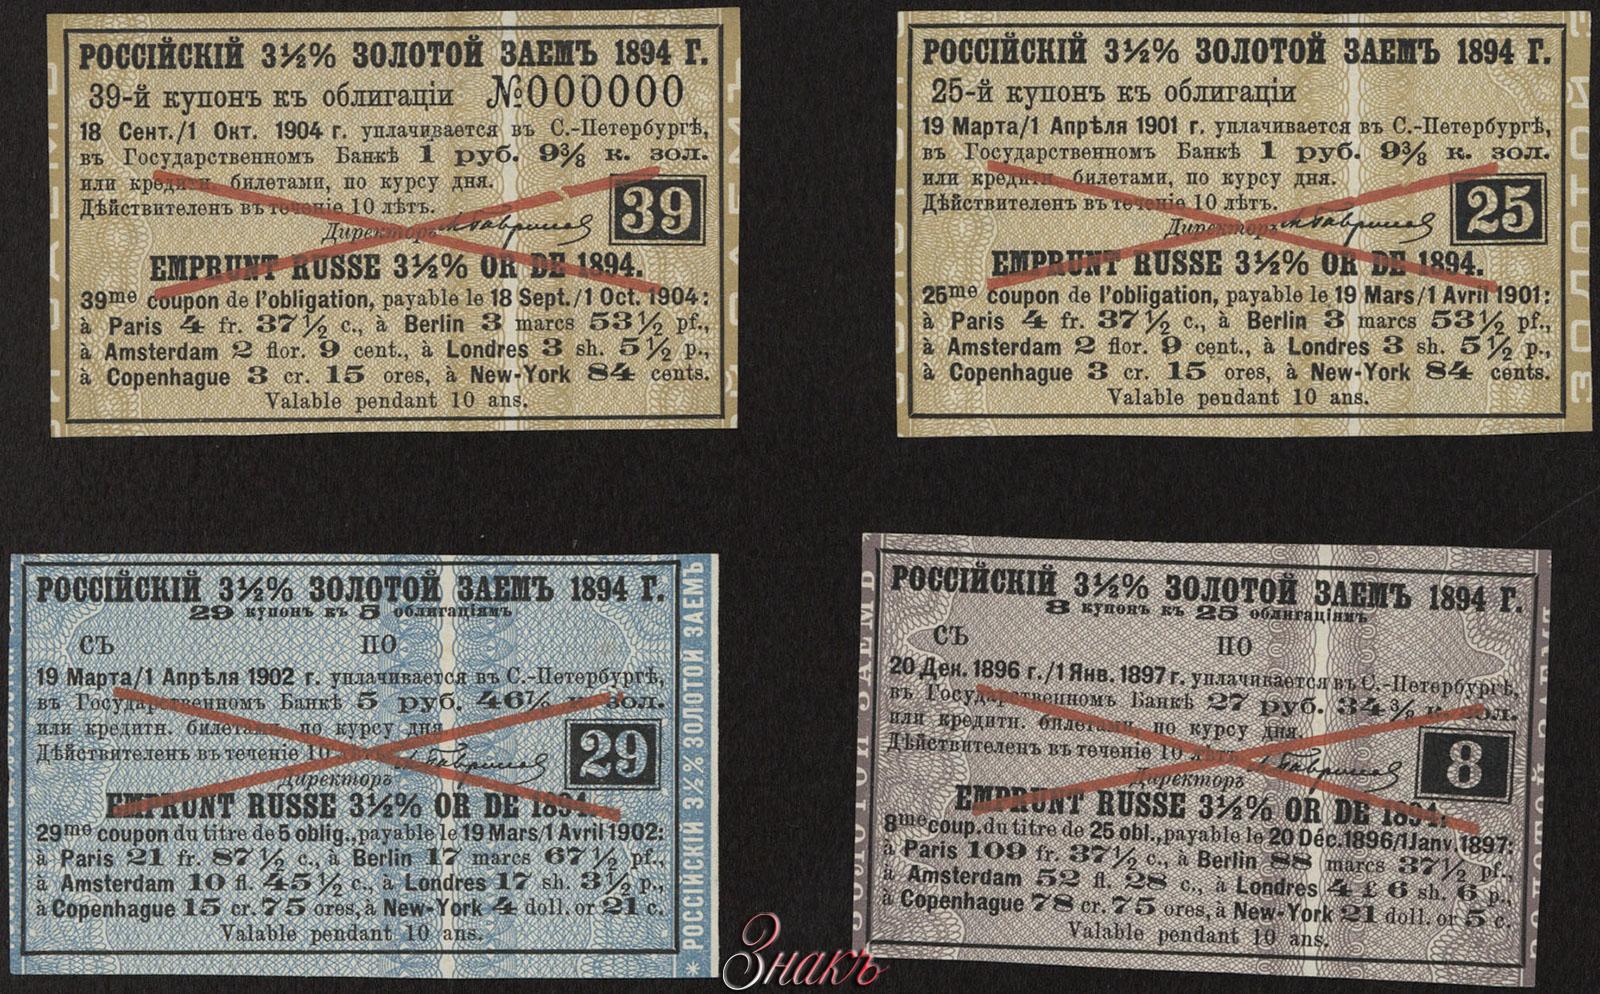 РОССІЙСКІЙ 3½% ЗОЛОТОЙ ЗАЕМЪ 1894 Г.
39-й купонъ къ облигаціи №000000
18 Сент./1 Окт. 1904 г. уплачивается въ С.-Петербургѣ,
въ Государственномъ Банкѣ 1 руб. 9⅜ к. зол.
или кредитн. билетами, по курсу дня.
Дѣйствителенъ въ теченіе 10 лѣтъ.
Директоръ
39
EMPRUNT RUSSE 3½% OR DE 1894.
39me coupon de l'obligation, payable le 18 Sept./1 Oct. 1904:
à Paris 4 fr. 37½ c., à Berlin 3 marcs 53½ pf.,
à Amsterdam 2 flor. 9 cent., à Londres 3 sh. 5½ p.,
à Copenhague 3 cr. 15 ores, à New-York 84 cents.
Valable pendant 10 ans.
РОССІЙСКІЙ 3½% ЗОЛОТОЙ ЗАЕМЪ 1894 Г.
25-й купонъ къ облигаціи
19 Марта/1 Апрѣля 1901 г. уплачивается въ С.-Петербургѣ,
въ Государственномъ Банкѣ 1 руб. 9⅜ к. зол.
или кредитн. билетами, по курсу дня.
Дѣйствителенъ въ теченіе 10 лѣтъ.
Директоръ
25
EMPRUNT RUSSE 3½% OR DE 1894.
25me coupon de l'obligation, payable le 19 Mars/1 Avril 1901:
à Paris 4 fr. 37½ c., à Berlin 3 marcs 53½ pf.,
à Amsterdam 2 flor. 9 cent., à Londres 3 sh. 5½ p.,
à Copenhague 3 cr. 15 ores, à New-York 84 cents.
Valable pendant 10 ans.
РОССІЙСКІЙ 3½% ЗОЛОТОЙ ЗАЕМЪ 1894 Г.
29 купонъ къ 5 облигаціямъ
СЪ ПО
19 Марта/1 Апрѣля 1902 г. уплачивается въ С.-Петербургѣ,
въ Государственномъ Банкѣ 5 руб. 46⅞ к. зол.
или кредитн. билетами, по курсу дня.
Дѣйствителенъ въ теченіе 10 лѣтъ.
Директоръ
29
EMPRUNT RUSSE 3½% OR DE 1894.
29me coupon du titre de 5 oblig., payable le 19 Mars/1 Avril 1902:
à Paris 21 fr. 87½ c., à Berlin 17 marcs 67½ pf.,
à Amsterdam 10 fl. 45½ c., à Londres 17 sh. 3½ p.,
à Copenhague 15 cr. 75 ores, à New-York 4 doll. or 21 c.
Valable pendant 10 ans.
* РОССІЙСКІЙ 3½% ЗОЛОТОЙ ЗАЕМЪ
РОССІЙСКІЙ 3½% ЗОЛОТОЙ ЗАЕМЪ 1894 Г.
8 купонъ къ 25 облигаціямъ
СЪ ПО
20 Дек. 1896 г./1 Янв. 1897 г. уплачивается въ С.-Петербургѣ,
въ Государственномъ Банкѣ 27 руб. 34⅜ к. зол.
или кредитн. билетами, по курсу дня.
Дѣйствителенъ въ теченіе 10 лѣтъ.
Директоръ
8
EMPRUNT RUSSE 3½% OR DE 1894.
8me coup. du titre de 25 obl., payable le 20 Déc. 1896/1 Janv. 1897:
à Paris 109 fr. 37½ c., à Berlin 88 marcs 37½ pf.,
à Amsterdam 52 fl. 28 c., à Londres 4 £ 6 sh. 6 p.,
à Copenhague 78 cr. 75 ores, à New-York 21 doll. or 5 c.
Valable pendant 10 ans.
Знакъ